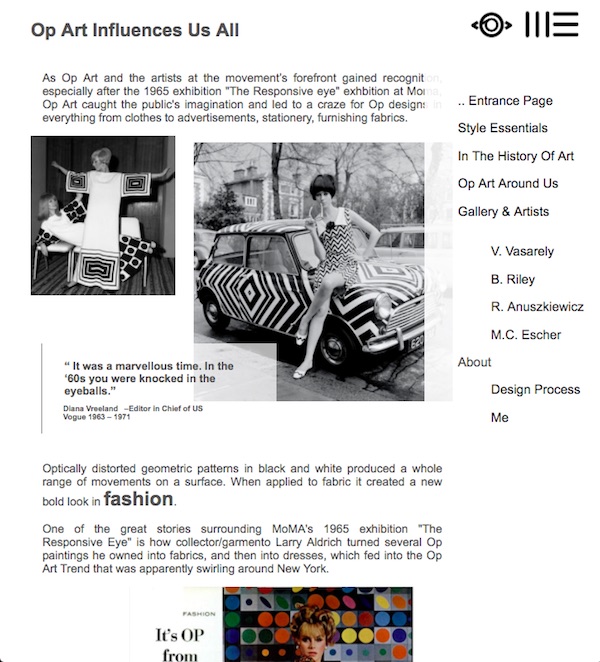 Op Art Influences Us All
As Op Art and the artists at the movement's forefront gained recognition,
especially after the 1965 exhibition "The Responsive eye" exhbition at Moma,
Op Art caught the public's imagination and led to a craze for Op designs in
everything from clothes to advertisements, stationery, furnishing fabrics.
.. Entrance Page
Style Essentials
In The History Of Art
Op Art Around Us
Gallery & Artists
V. Vasarely
B. Riley
R. Anuszkiewicz
M.C. Escher
About
Design Process
Me
620
“ It was a marvellous time. In the
‘60s you were knocked in the
eyeballs.”
Diana Vreeland –Editor in Chief of US
Vogue 1963 – 1971
Optically distorted geometric patterns in black and white produced a whole
range of movements on a surface. When applied to fabric it created a new
bold look in fashion.
One of the great stories surrounding MoMA's 1965 exhibition "The
Responsive Eye" is how collector/garmento Larry Aldrich turned several Op
paintings he owned into fabrics, and then into dresses, which fed into the Op
Art Trend that was apparently swirling around New York.
FASHION
It's OP
from